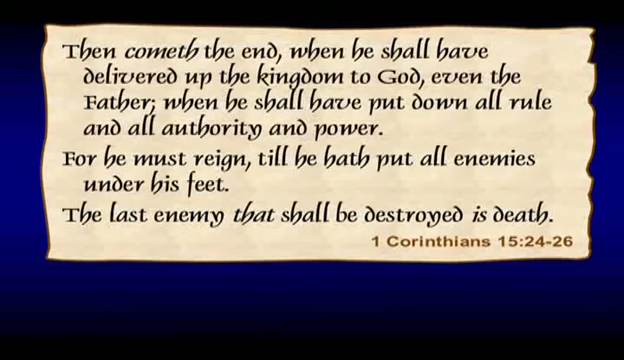 Then cometh the end, when he shall have
delivered up the kingdom to God, even the
Father; when he shall have put down all rule
and all authority and power.
For he must reign, till he hath put all enemies
under his feet.
The last enemy that shall be destroyed is death.
1 Corinthians 15:24-26